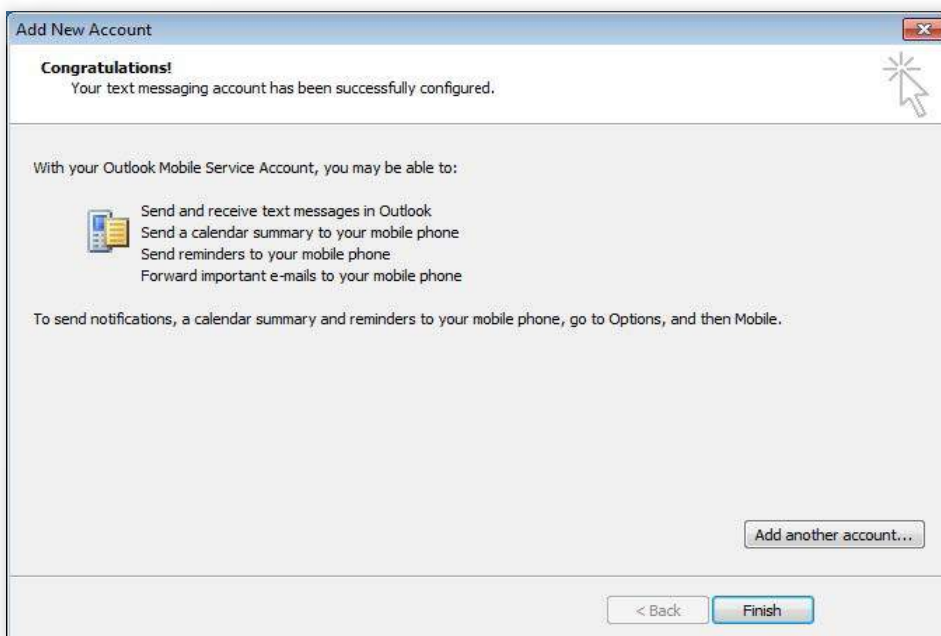 Add New Account
Congratulations!
Your text messaging account has been successfully configured.
With your Outlook Mobile Service Account, you may be able to:
Send and receive text messages in Outlook
Send a calendar summary to your mobile phone
Send reminders to your mobile phone
Forward important e-mails to your mobile phone
To send notifications, a calendar summary and reminders to your mobile phone, go to Options, and then Mobile.
Add another account...
< Back
Finish